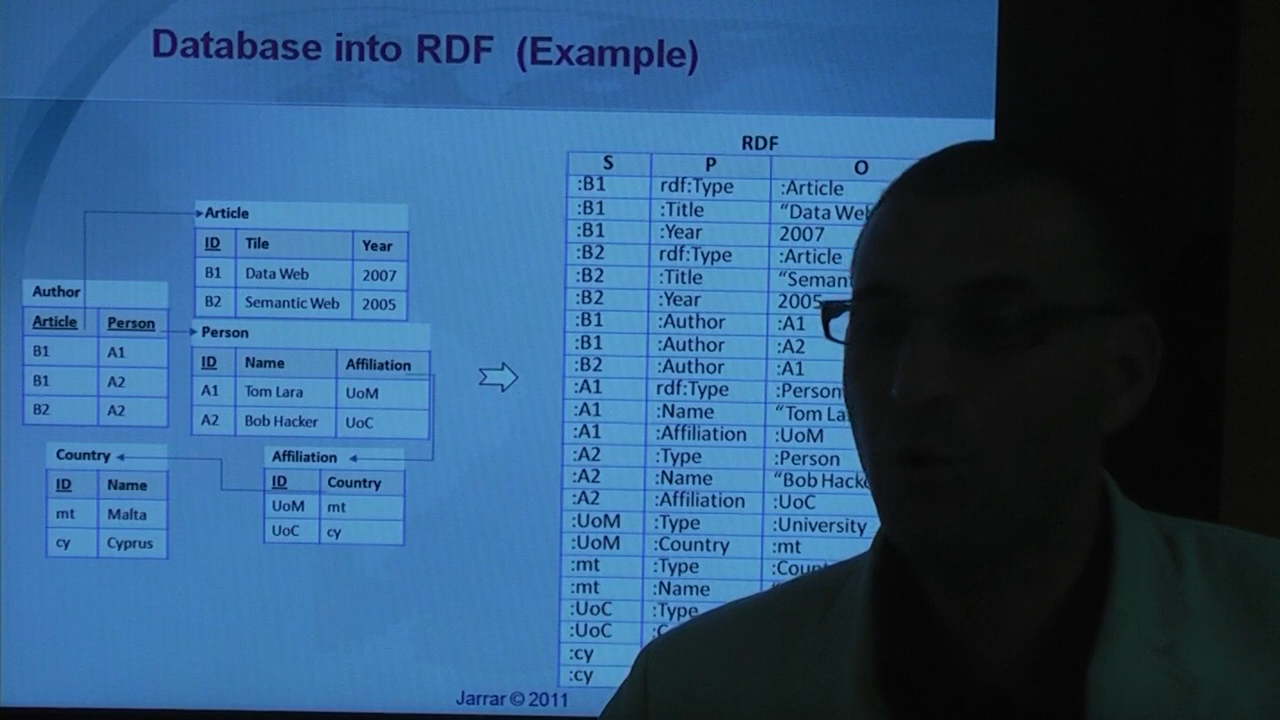 Database into RDF (Example)
Article
ID Tile Year
B1 Data Web 2007
B2 Semantic Web 2005
Author
Article Person
B1 A1
B1 A2
B2 A2
Person
ID Name Affiliation
A1 Tom Lara UoM
A2 Bob Hacker UoC
Country
ID Name
mt Malta
cy Cyprus
Affiliation
ID Country
UoM mt
UoC cy
RDF
S P O
:B1 rdf:Type :Article
:B1 :Title “Data
:B1 :Year 2007
:B2 rdf:Type :Article
:B2 :Title
:B2 :Year 2005
:B1 :Author :A1
:B1 :Author :A2
:B2 :Author :A1
:A1 rdf:Type :Person
:A1 :Name “Tom
:A1 :Affiliation :UoM
:A2 :Type :Person
:A2 :Name “Bob
:A2 :Affiliation :UoC
:UoM :Type :University
:UoM :Country :mt
:mt :Type
:mt :Name
:UoC :Type
:UoC
:cy
:cy
Jarrar © 2011